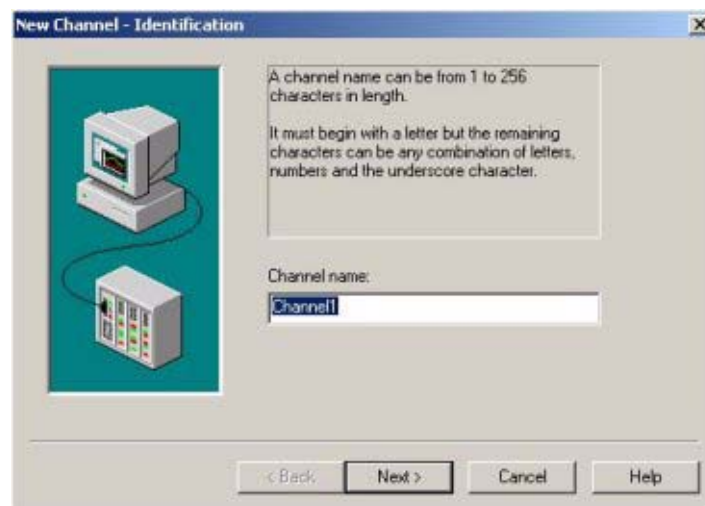 New Channel - Identification
A channel name can be from 1 to 256
characters in length.
It must begin with a letter but the remaining
characters can be any combination of letters,
numbers and the underscore character.
Channel name:
Channel1
< Back
Next >
Cancel
Help